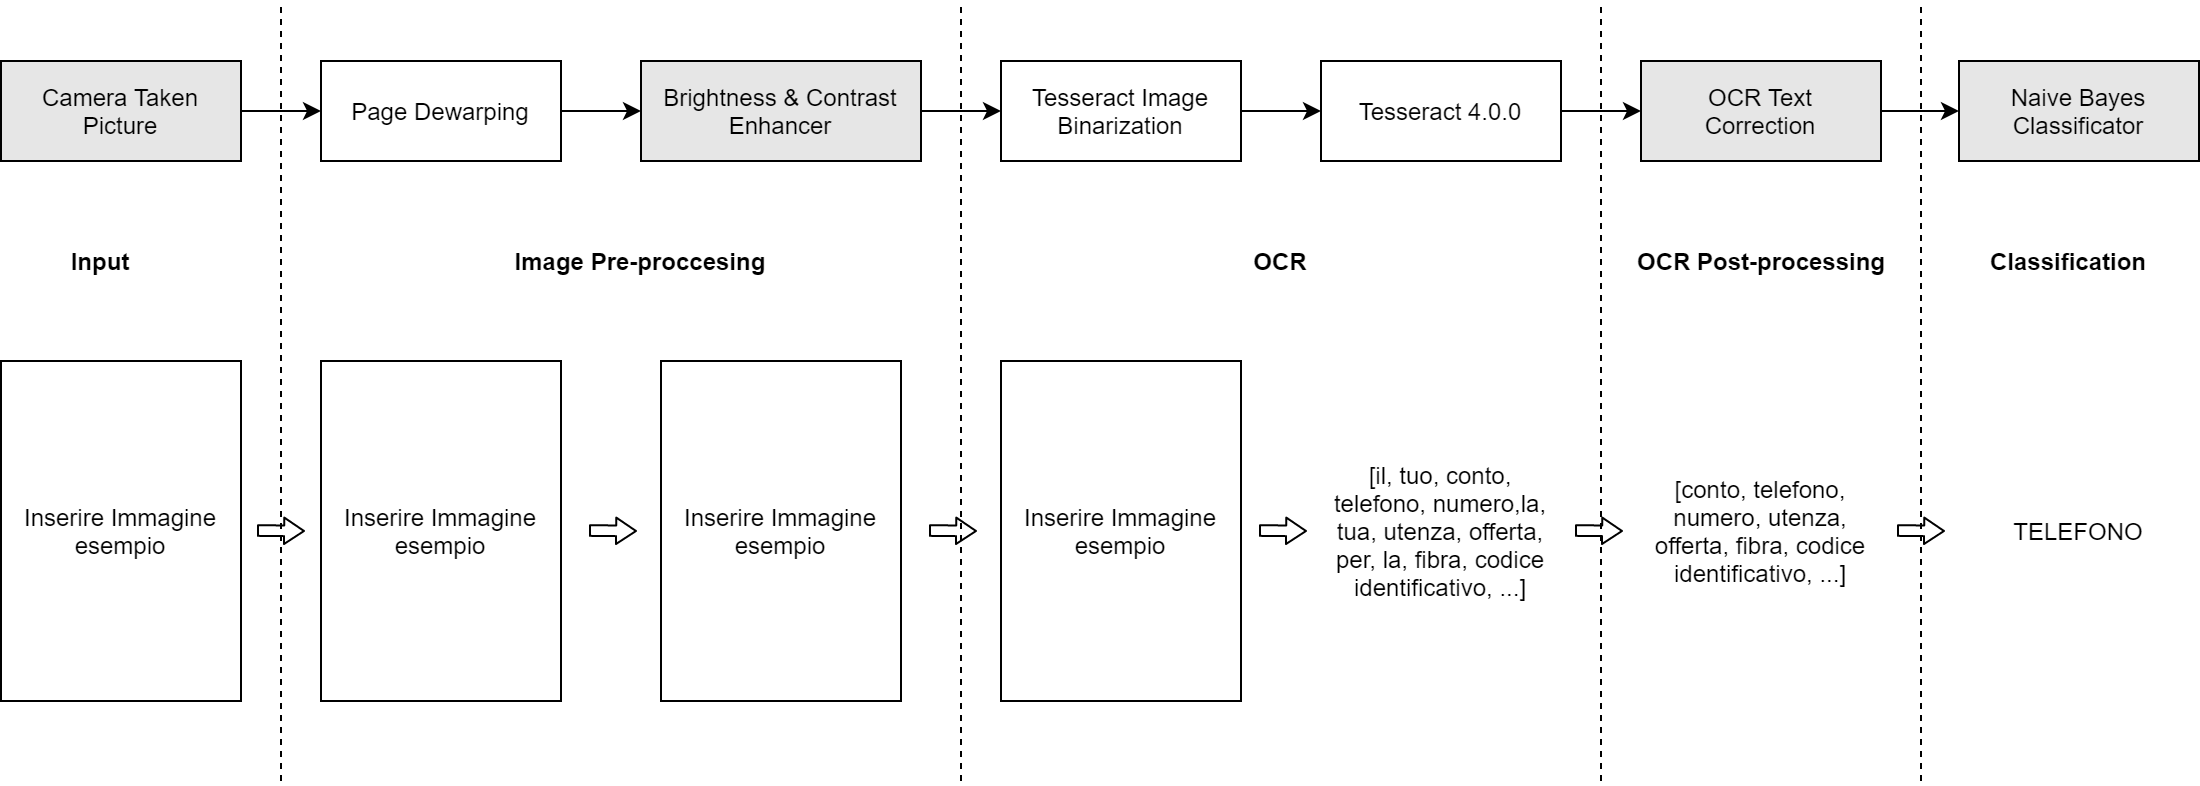 Camera Taken
Picture
Page Dewarping
Brightness & Contrast
Enhancer
Tesseract Image
Binarization
Tesseract 4.0.0
OCR Text
Correction
Naive Bayes
Classificator
Input
Image Pre-proccesing
OCR
OCR Post-processing
Classification
Inserire Immagine
esempio
Inserire Immagine
esempio
Inserire Immagine
esempio
Inserire Immagine
esempio
[il, tuo, conto,
telefono, numero,la,
tua, utenza, offerta,
per, la, fibra, codice
identificativo, ...]
[conto, telefono,
numero, utenza,
offerta, fibra, codice
identificativo, ...]
TELEFONO